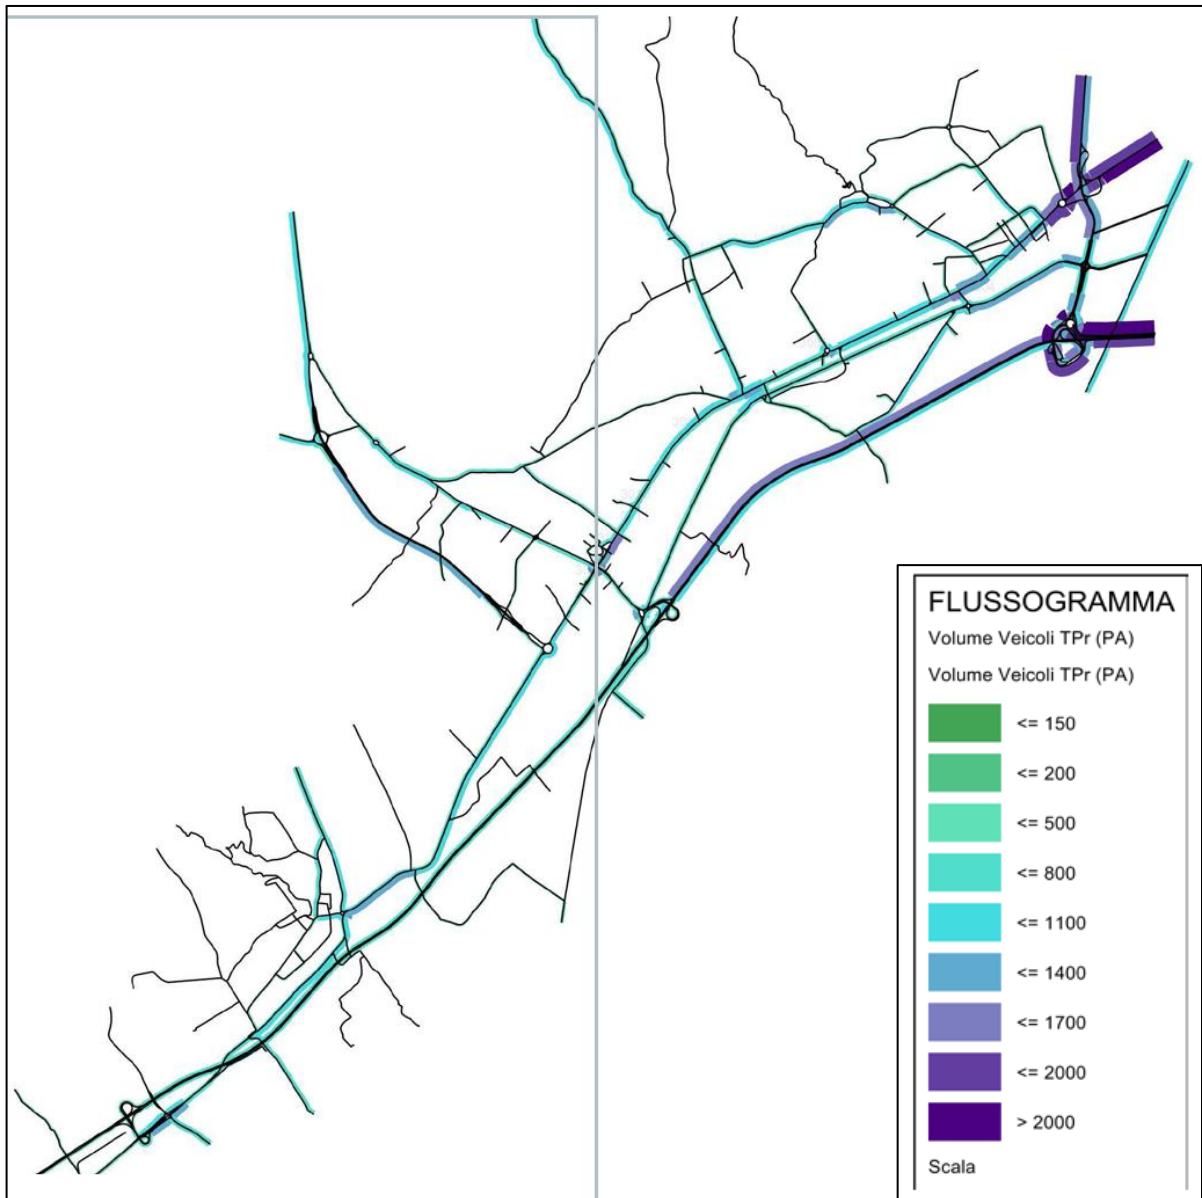 FLUSSOGRAMMA
Volume Veicoli TPr (PA)
Volume Veicoli TPr (PA)
<= 150
<= 200
<= 500
<= 800
<= 1100
<= 1400
<= 1700
<= 2000
> 2000
Scala